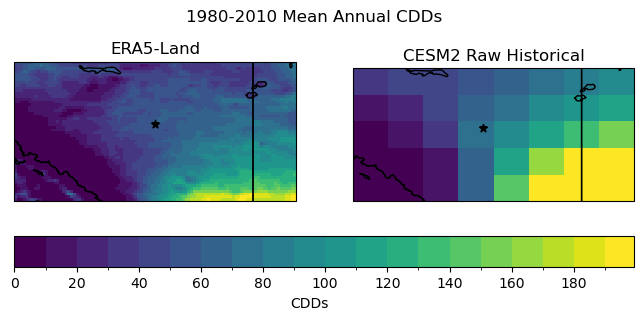 1980-2010 Mean Annual CDDs
ERA5-Land
CESM2 Raw Historical
0 20 40 60 80 100 120 140 160 180
CDDs